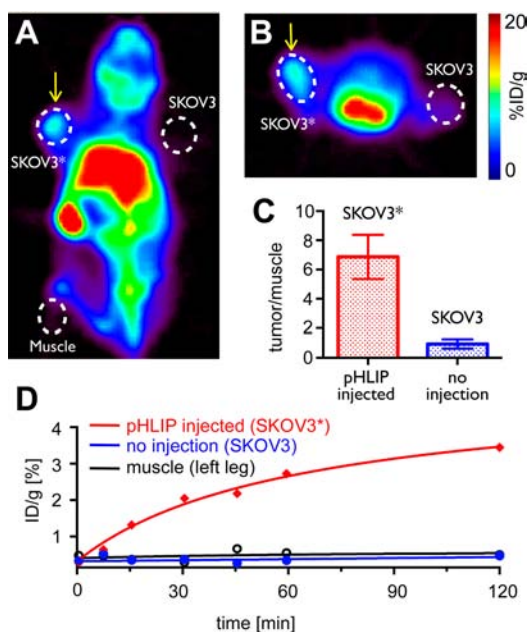 A
SKOV3
SKOV3*
Muscle
B
SKOV3
SKOV3*
20
%ID/g
0
C
10
8
6
4
2
0
tumor/muscle
SKOV3*
SKOV3
pHLIP
injected
no
injection
D
pHLIP injected (SKOV3*)
no injection (SKOV3)
muscle (left leg)
4
3
2
1
ID/g [%]
0
30
60
90
120
time [min]